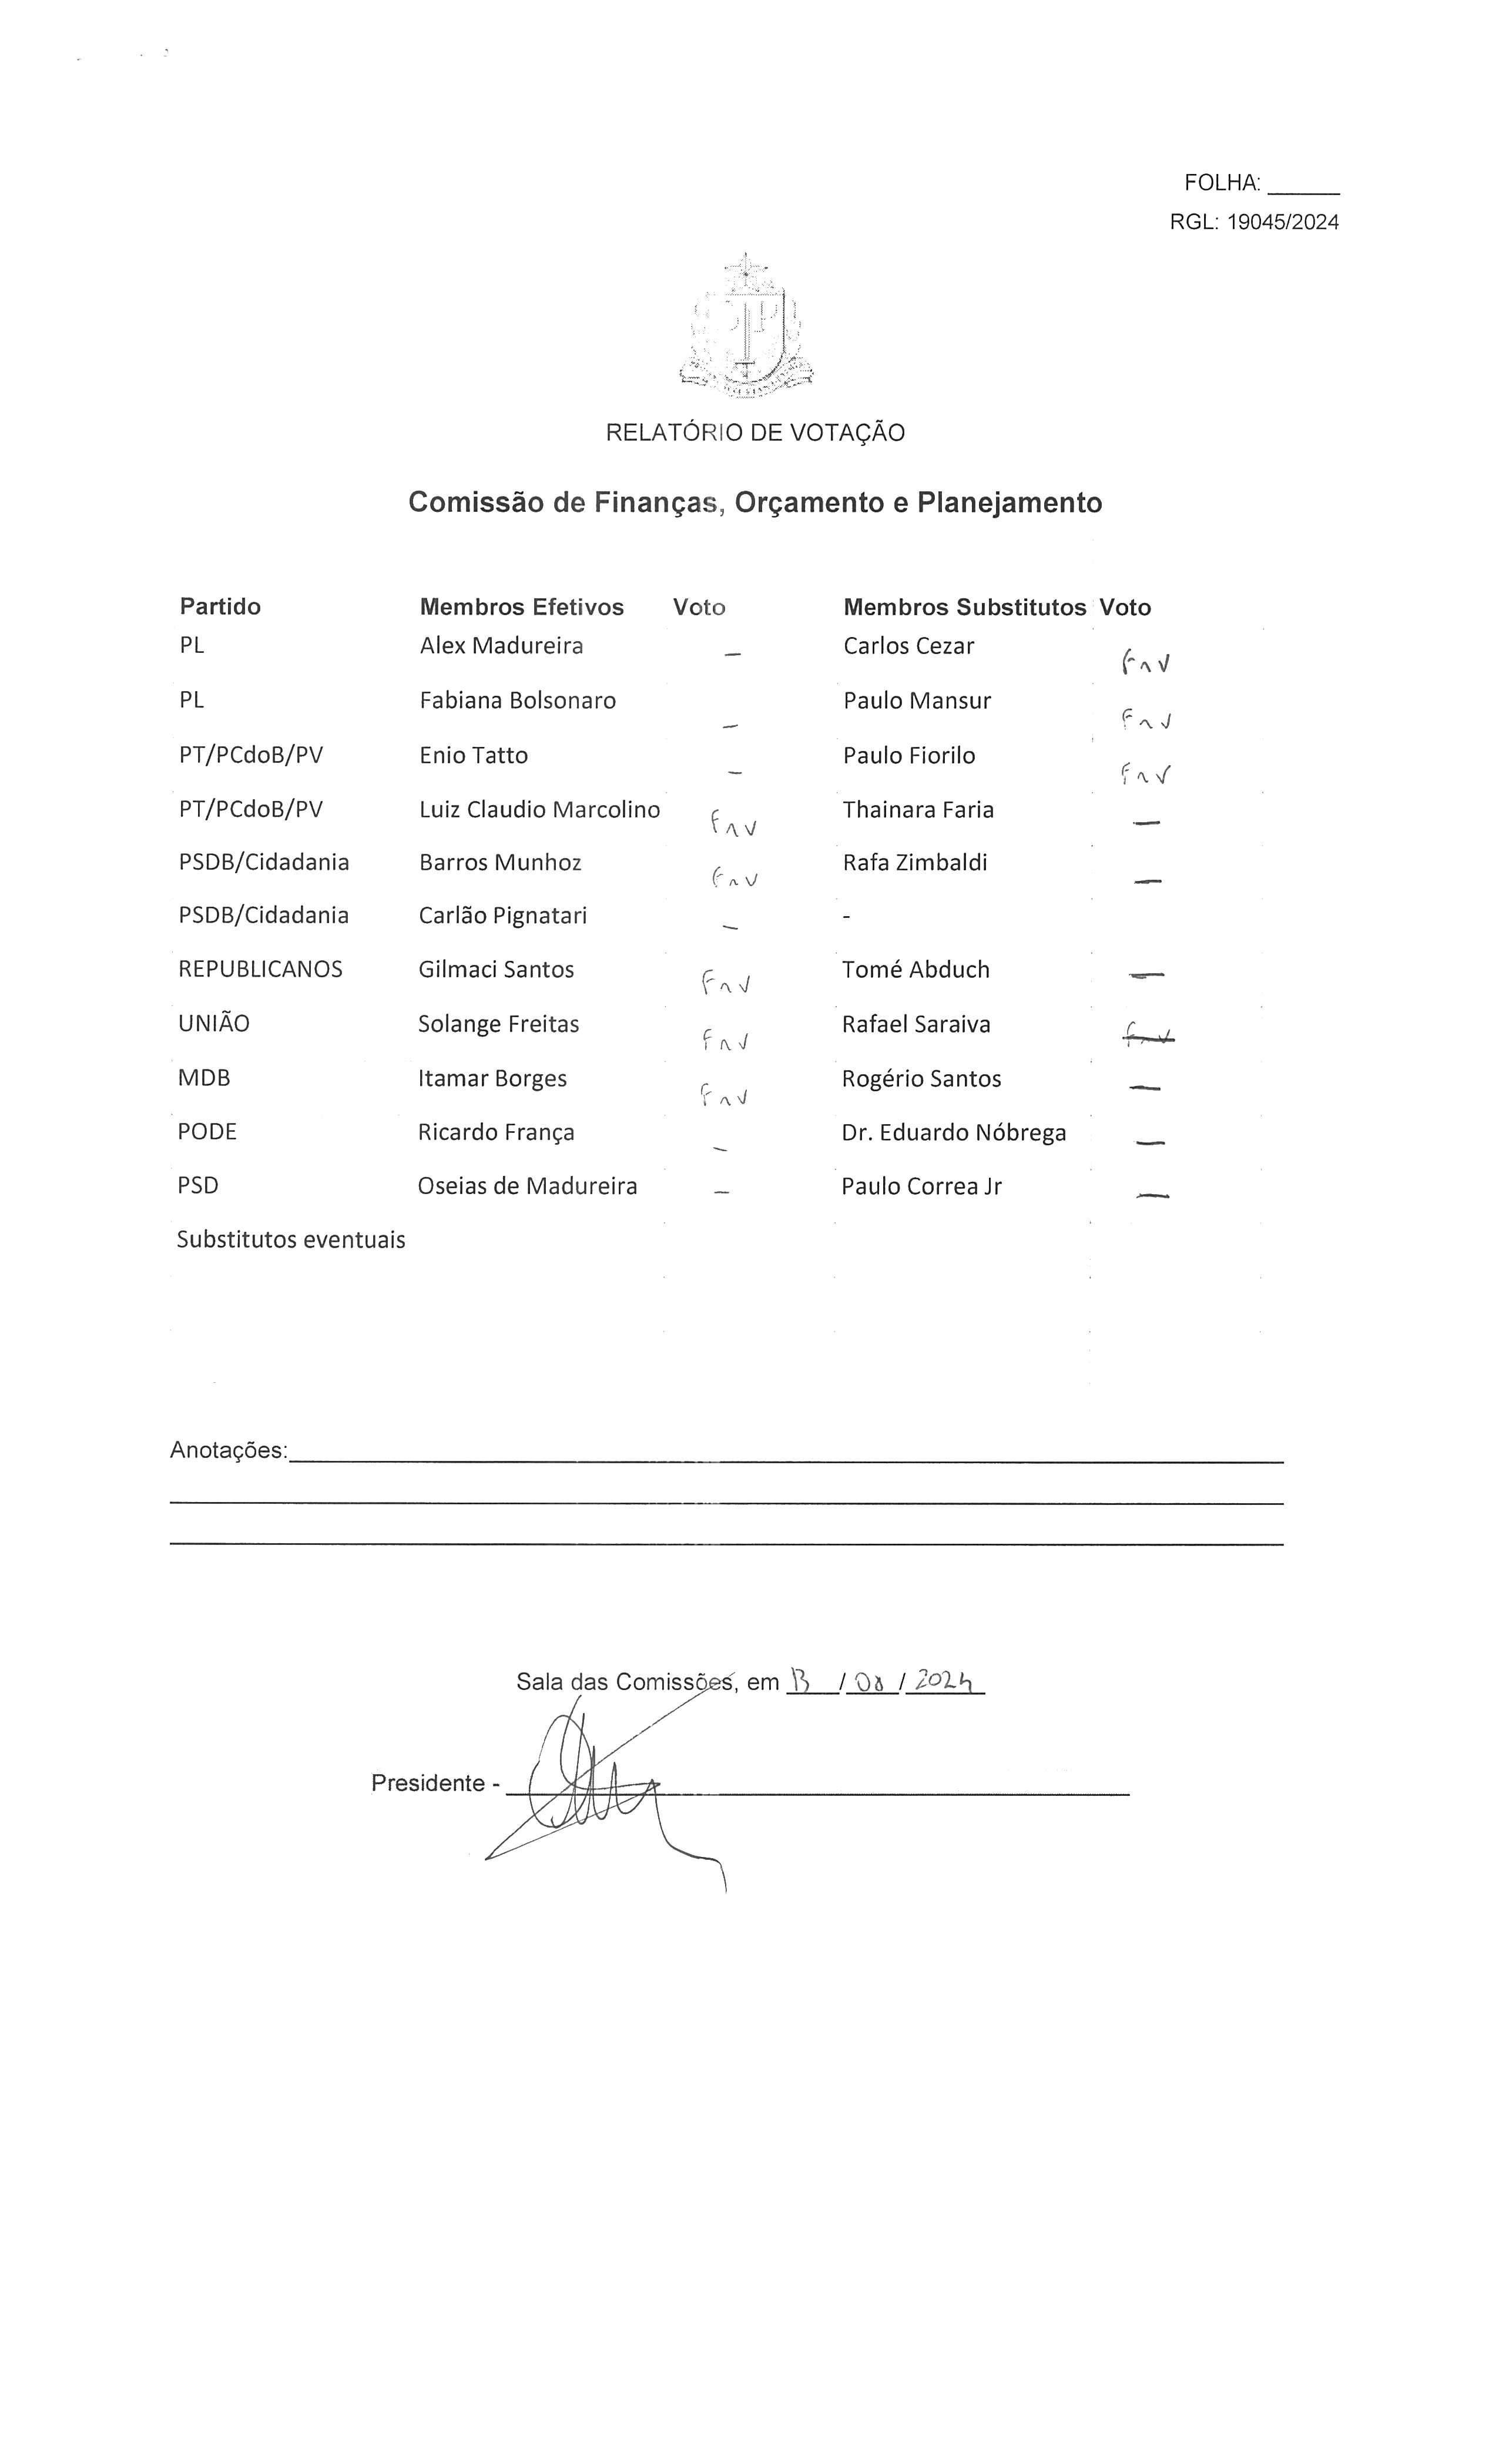 FOLHA: ______
RGL: 19045/2024
RELATÓRIO DE VOTAÇÃO
Comissão de Finanças, Orçamento e Planejamento
Partido Membros Efetivos Voto Membros Substitutos Voto
PL Alex Madureira – Carlos Cezar Fav
PL Fabiana Bolsonaro – Paulo Mansur Fav
PT/PCdoB/PV Enio Tatto – Paulo Fiorilo Fav
PT/PCdoB/PV Luiz Claudio Marcolino Fav Thainara Faria –
PSDB/Cidadania Barros Munhoz Fav Rafa Zimbaldi –
PSDB/Cidadania Carlão Pignatari – -
REPUBLICANOS Gilmaci Santos Fav Tomé Abduch –
UNIÃO Solange Freitas Fav Rafael Saraiva Fav
MDB Itamar Borges Fav Rogério Santos –
PODE Ricardo França – Dr. Eduardo Nóbrega –
PSD Oseias de Madureira – Paulo Correa Jr –
Substitutos eventuais
Anotações:
Sala das Comissões, em 13 / 08 / 2024
Presidente -